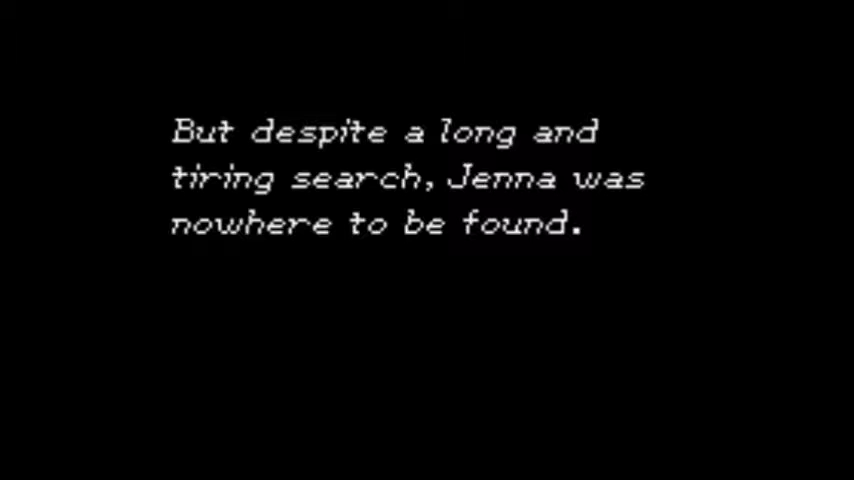 But despite a long and
tiring search, Jenna was
nowhere to be found.